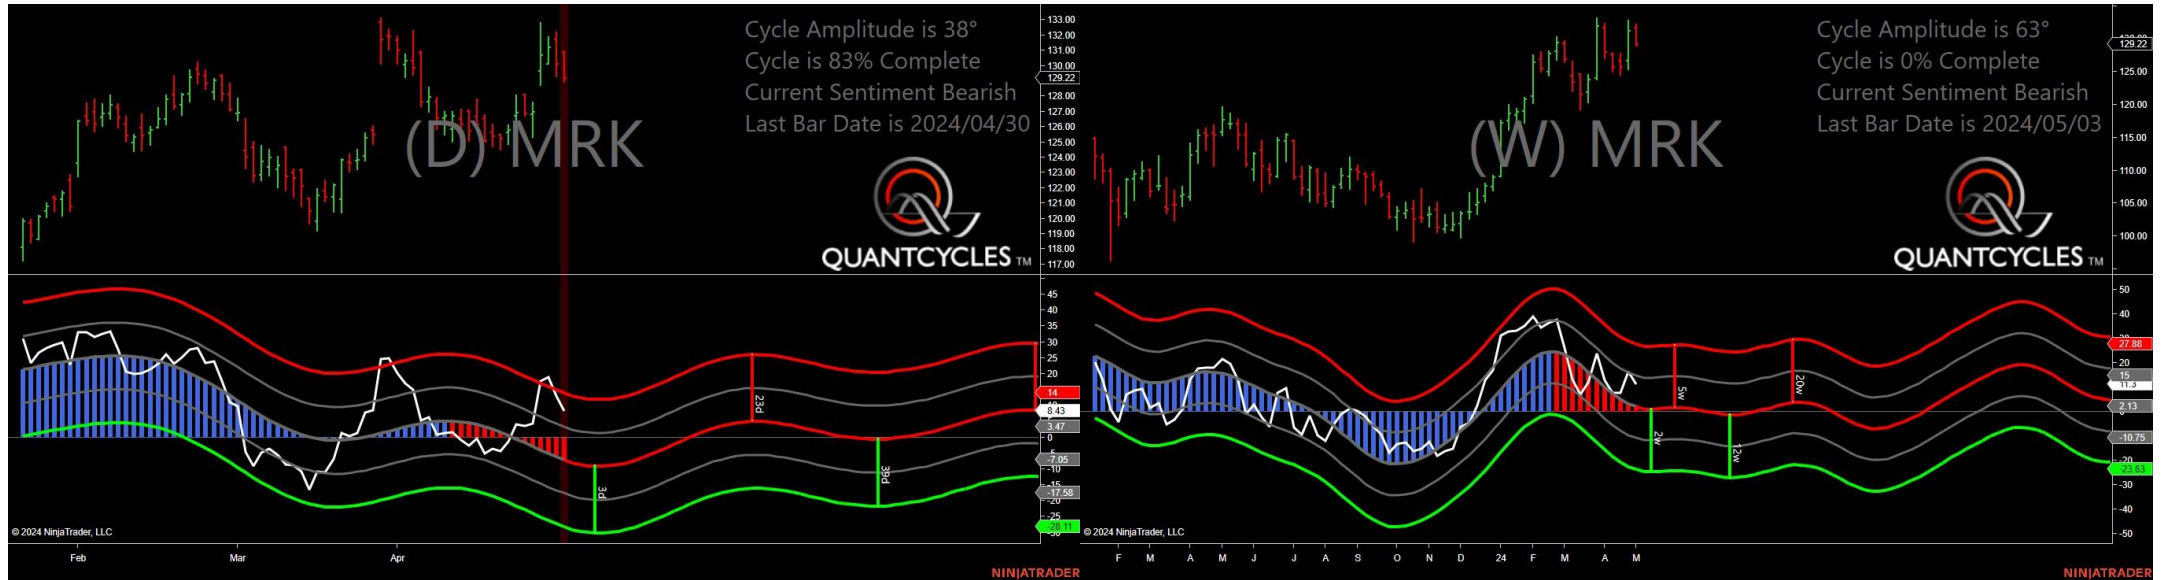 Cycle Amplitude is 38°
Cycle is 83% Complete
Current Sentiment Bearish
Last Bar Date is 2024/04/30
(D) MRK
QUANTCYCLES TM
133.00
132.00
131.00
130.00
129.22
128.00
127.00
126.00
125.00
124.00
123.00
122.00
121.00
120.00
119.00
118.00
117.00
45
40
35
30
25
20
14
8.43
3.47
0
-7.05
-10
-15
-17.58
-20
-25
-28.11
-30
3d
23d
39d
© 2024 NinjaTrader, LLC
Feb Mar Apr
NINJATRADER
Cycle Amplitude is 63°
Cycle is 0% Complete
Current Sentiment Bearish
Last Bar Date is 2024/05/03
(W) MRK
QUANTCYCLES TM
129.22
125.00
120.00
115.00
110.00
105.00
100.00
50
40
27.88
20
15
11.3
2.13
-10.75
-20
-23.63
-30
-40
-50
2w
5w
12w
20w
© 2024 NinjaTrader, LLC
F M A M J J A S O N D 24 F M A M
NINJATRADER